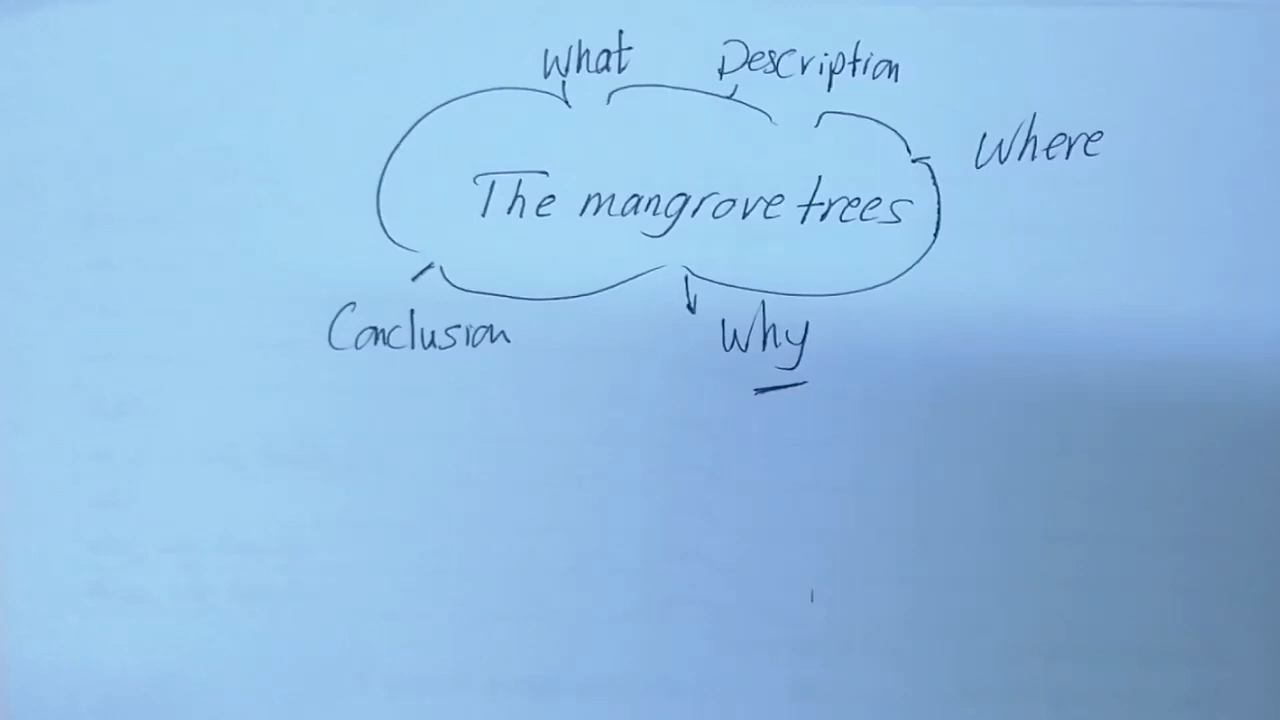 What
Description
Where
The mangrove trees
Conclusion
Why